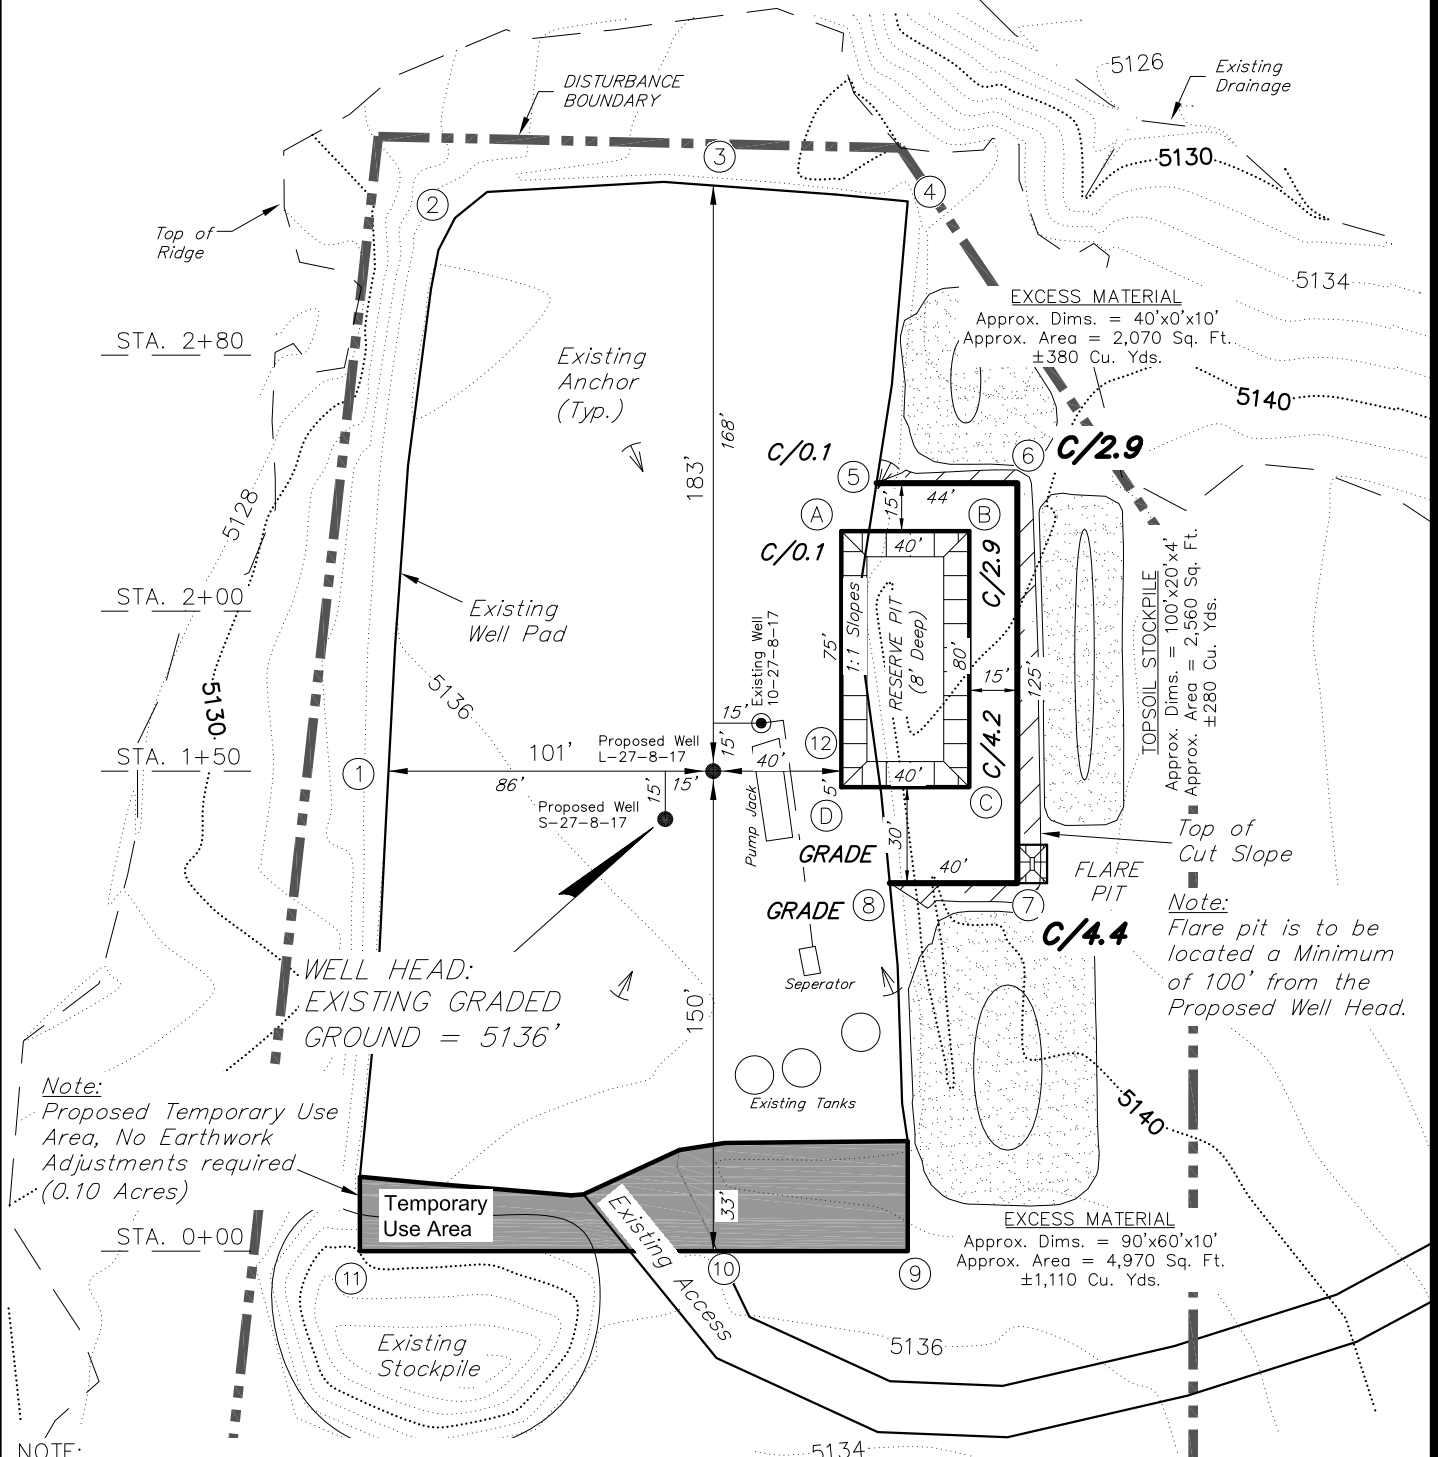 5126
Existing
Drainage
DISTURBANCE
BOUNDARY
5130
3
4
2
Top of
Ridge
5134
EXCESS MATERIAL
Approx. Dims. = 40'x0'x10'
Approx. Area = 2,070 Sq. Ft.
±380 Cu. Yds.
STA. 2+80
Existing
Anchor
(Typ.)
5140
168'
183'
C/0.1
5
6
C/2.9
15'
44'
5128
A
B
C/0.1
40'
C/2.9
STA. 2+00
Existing
Well Pad
1:1 Slopes
RESERVE PIT
(8' Deep)
75'
80'
15'
125'
TOPSOIL STOCKPILE
Approx. Dims. = 100'x20'x4'
Approx. Area = 2,560 Sq. Ft.
±280 Cu. Yds.
Existing Well
10-27-8-17
5130
5136
15'
15'
C/4.2
12
STA. 1+50
1
101'
86'
Proposed Well
L-27-8-17
15'
15'
40'
5'
40'
Proposed Well
S-27-8-17
Pump Jack
D
C
30'
Top of
Cut Slope
GRADE
40'
FLARE
PIT
GRADE
8
7
C/4.4
Note:
Flare pit is to be
located a Minimum
of 100' from the
Proposed Well Head.
WELL HEAD:
EXISTING GRADED
GROUND = 5136'
Seperator
150'
Existing Tanks
5140
Note:
Proposed Temporary Use
Area, No Earthwork
Adjustments required
(0.10 Acres)
Temporary
Use Area
33'
Existing Access
STA. 0+00
EXCESS MATERIAL
Approx. Dims. = 90'x60'x10'
Approx. Area = 4,970 Sq. Ft.
±1,110 Cu. Yds.
11
10
9
Existing
Stockpile
5136
NOTE:
5134